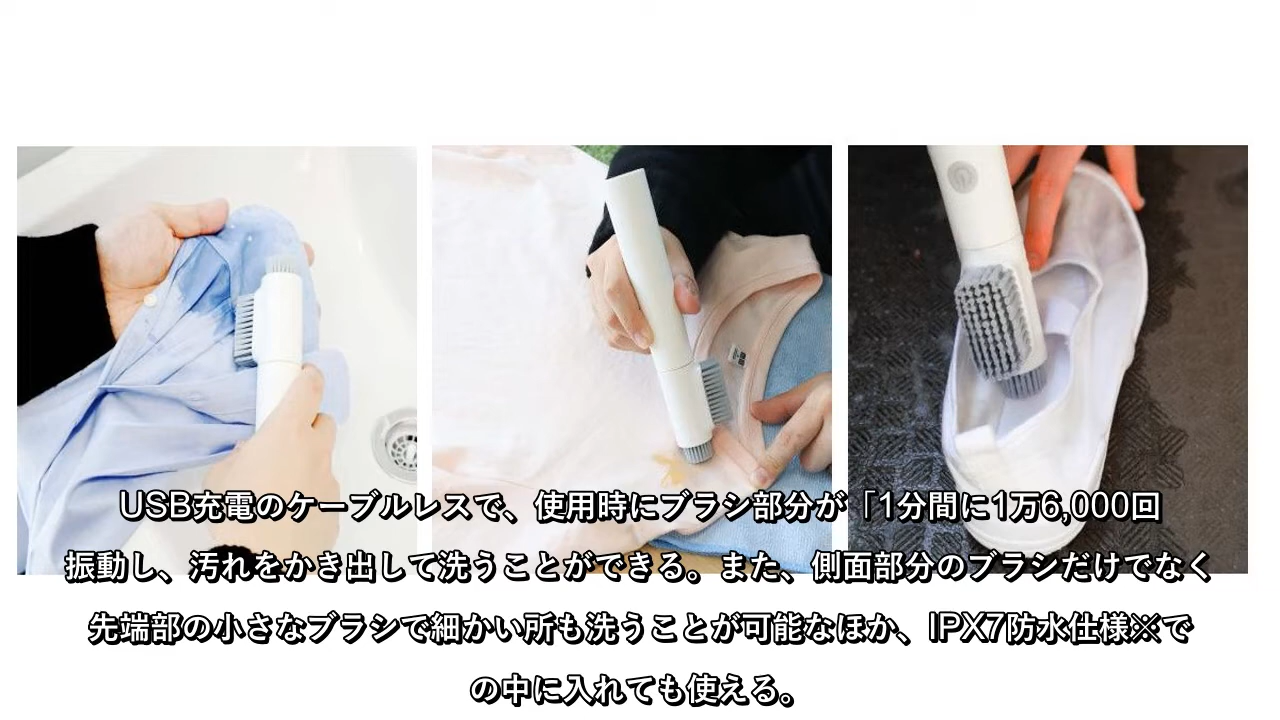 USB充電のケーブルレスで、使用時にブラシ部分が「1分間に1万6,000回
振動し、汚れをかき出して洗うことができる。また、側面部分のブラシだけでなく
先端部の小さなブラシで細かい所も洗うことが可能なほか、IPX7防水仕様※で
の中に入れても使える。